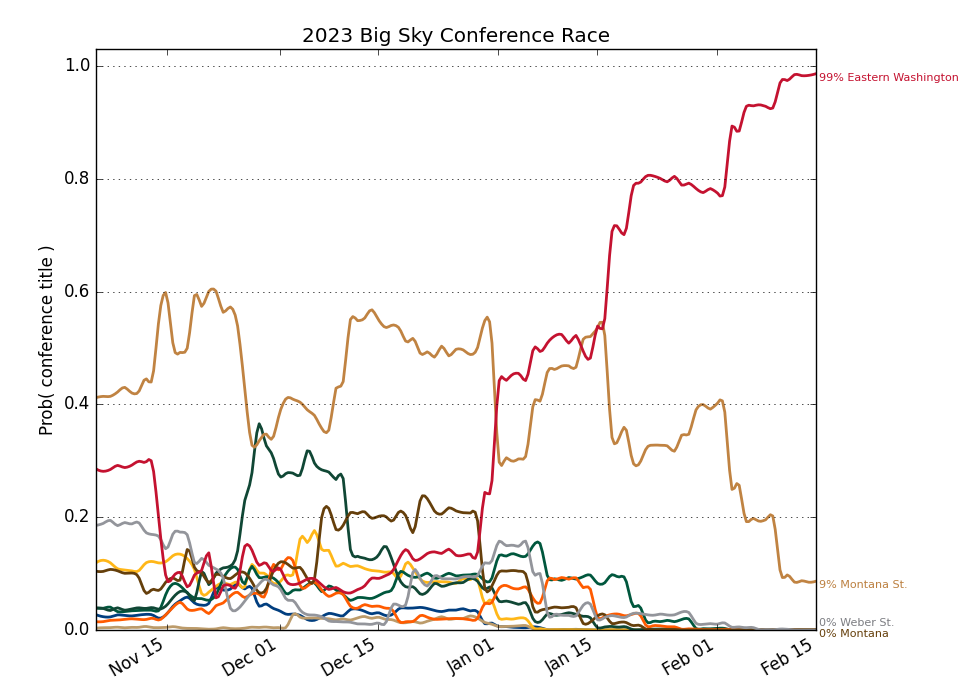 2023 Big Sky Conference Race
Prob( conference title )
1.0
0.8
0.6
0.4
0.2
0.0
Nov 15
Dec 01
Dec 15
Jan 01
Jan 15
Feb 01
Feb 15
99% Eastern Washington
9% Montana St.
0% Weber St.
0% Montana